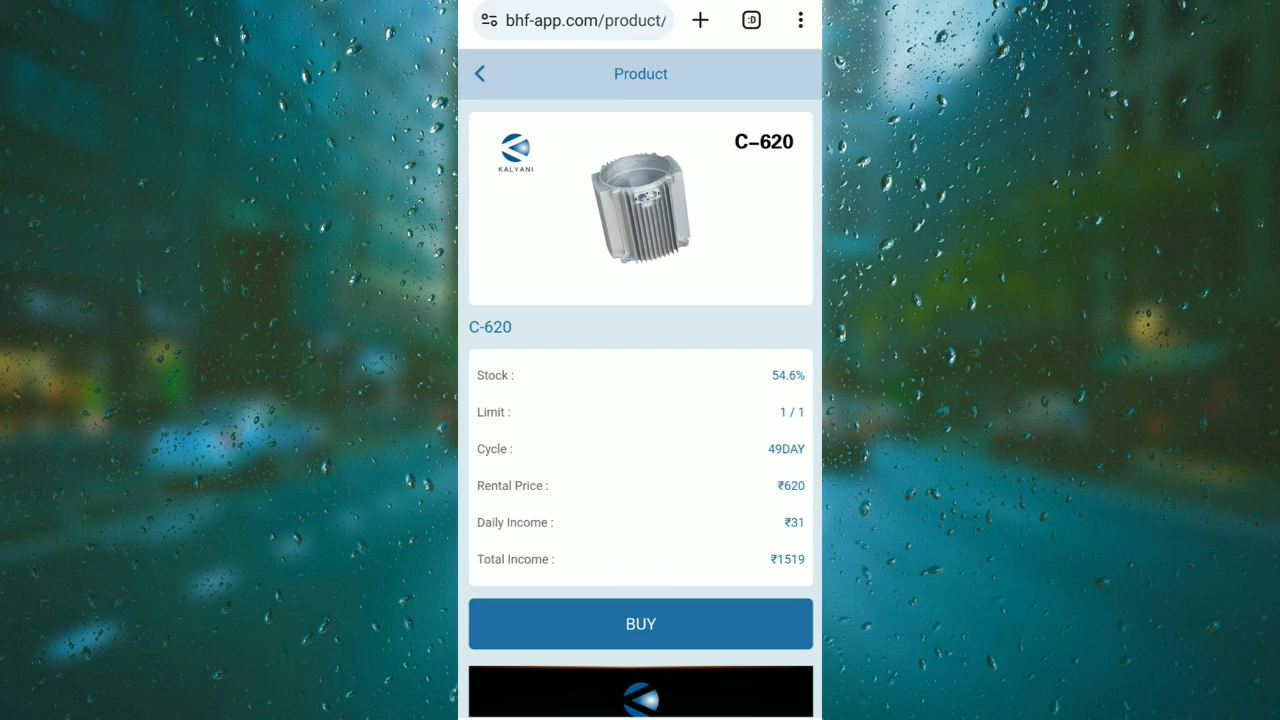 bhf-app.com/product/
:D
Product
KALYANI
C-620
C-620
Stock : 54.6%
Limit : 1 / 1
Cycle : 49DAY
Rental Price : ₹620
Daily Income : ₹31
Total Income : ₹1519
BUY